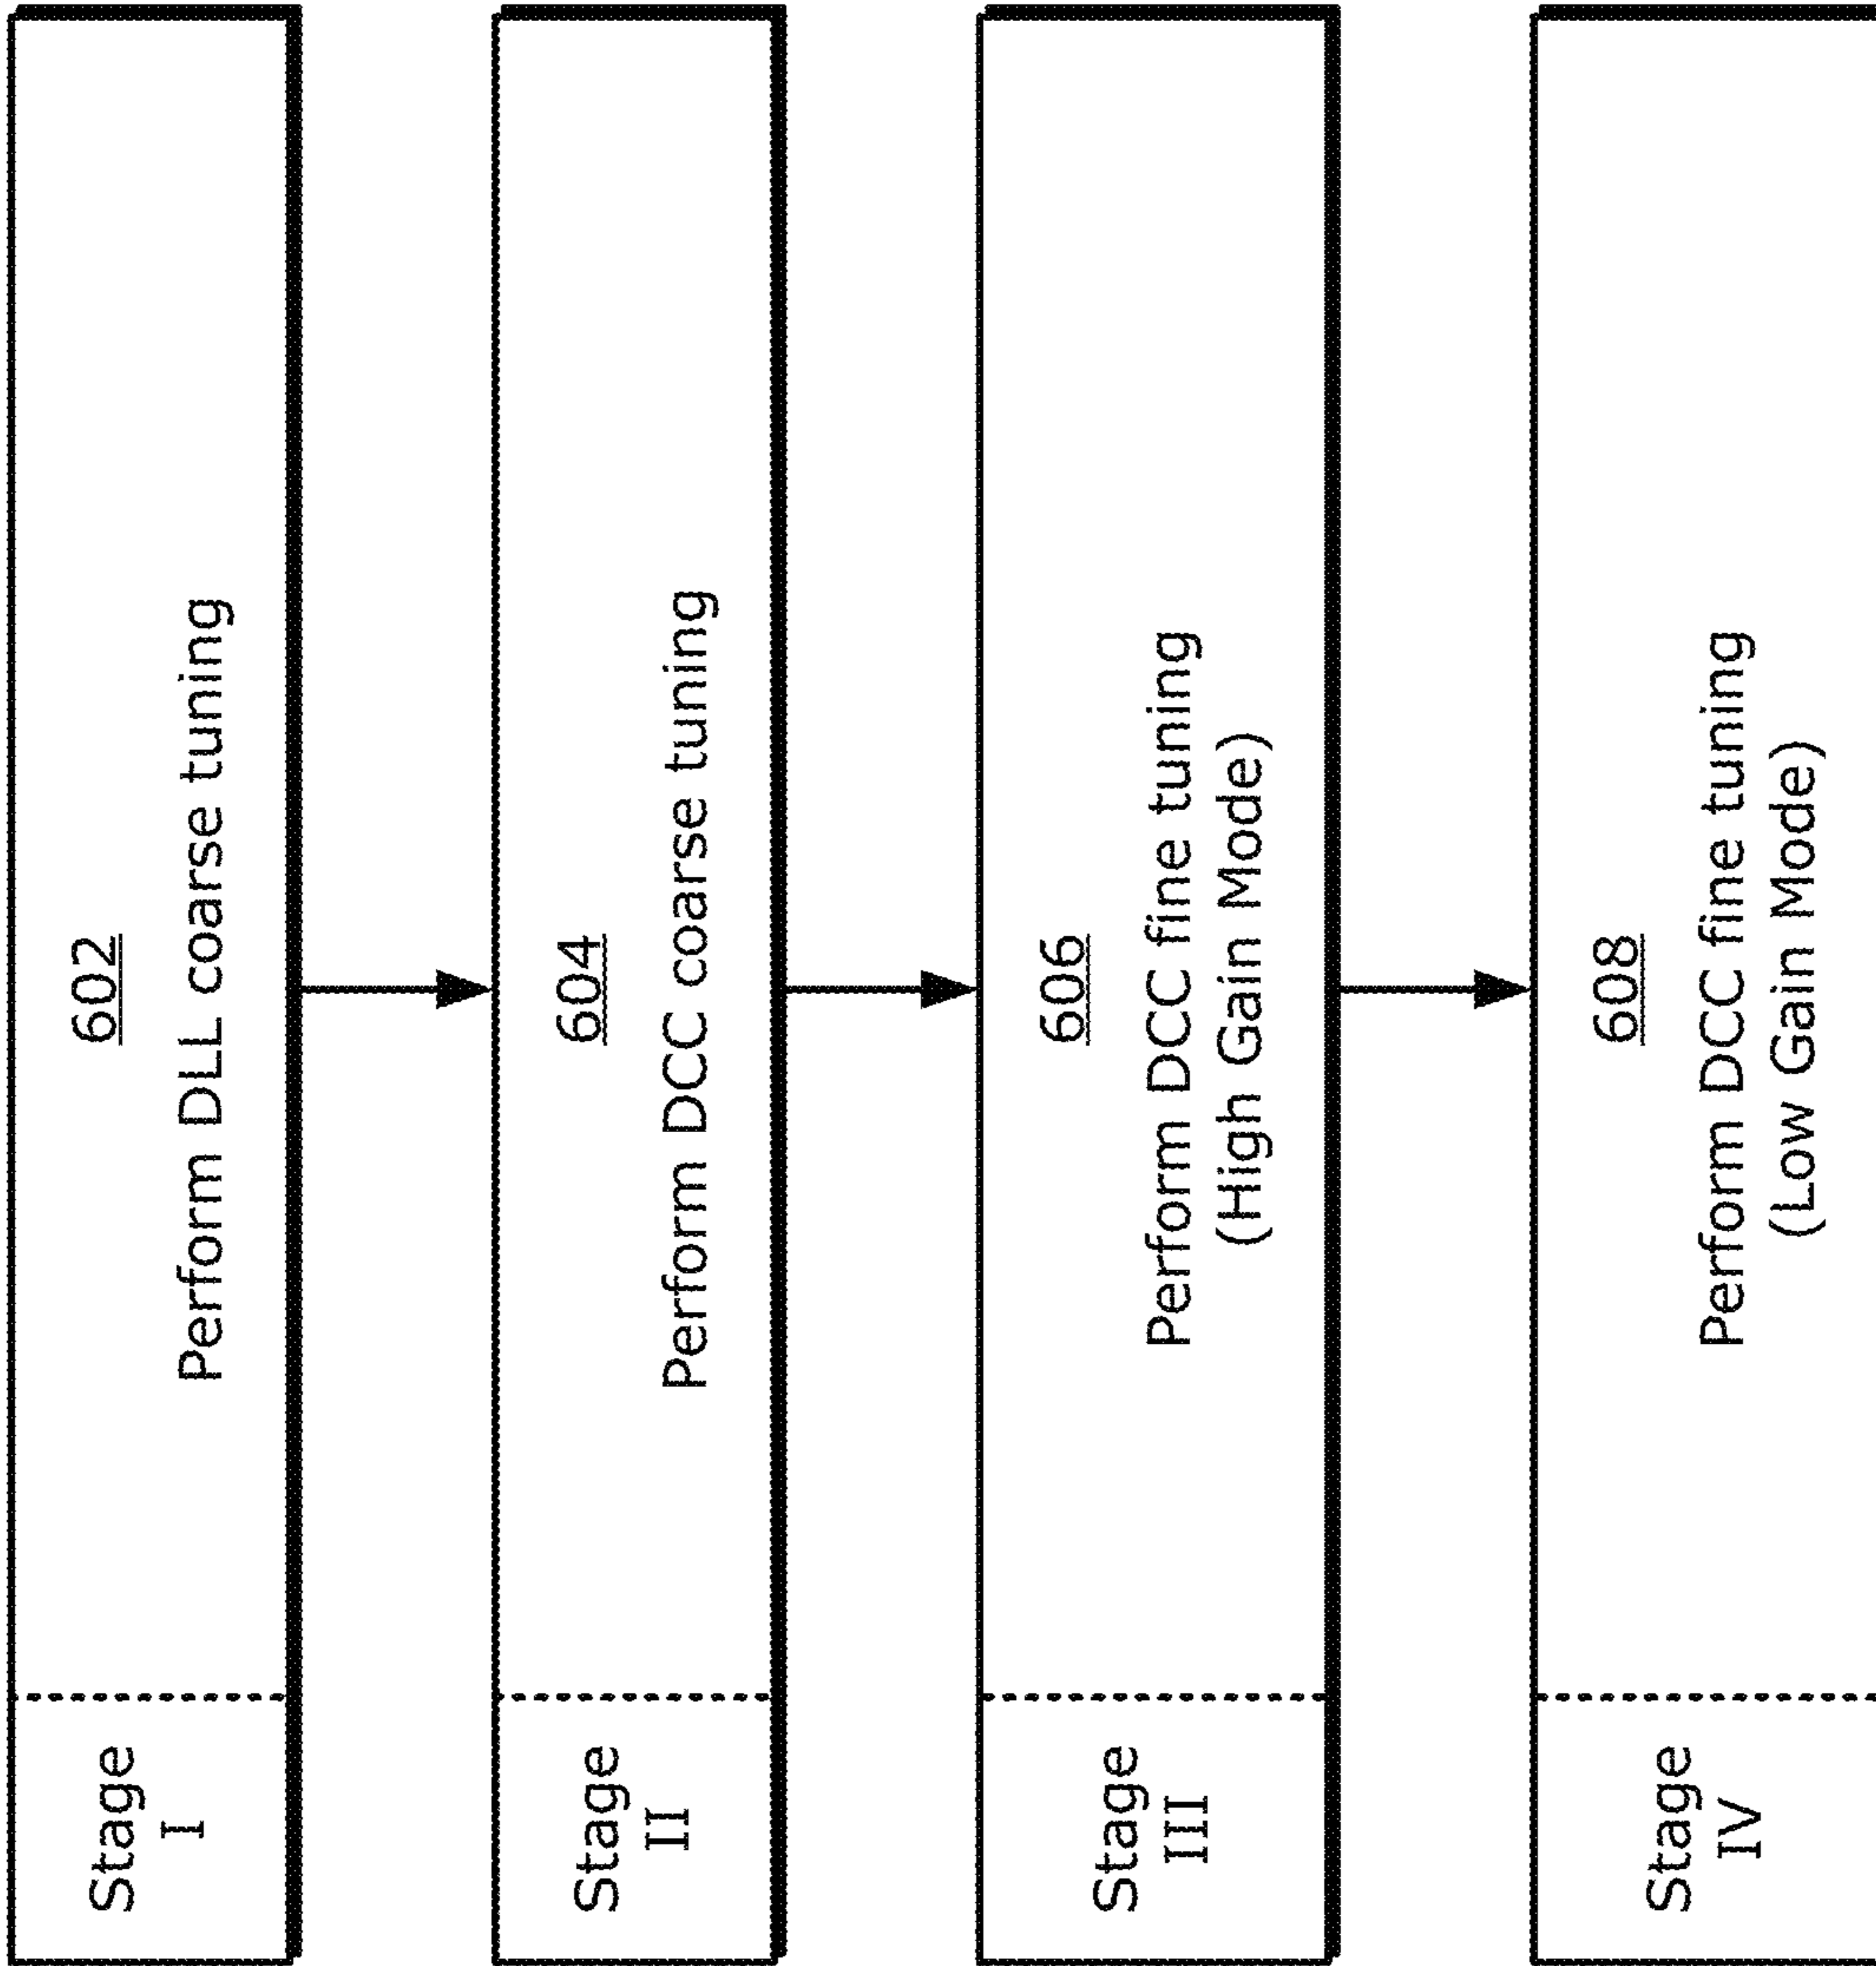 Stage
I
602
Perform DLL coarse tuning
Stage
II
604
Perform DCC coarse tuning
Stage
III
606
Perform DCC fine tuning
(High Gain Mode)
Stage
IV
608
Perform DCC fine tuning
(Low Gain Mode)